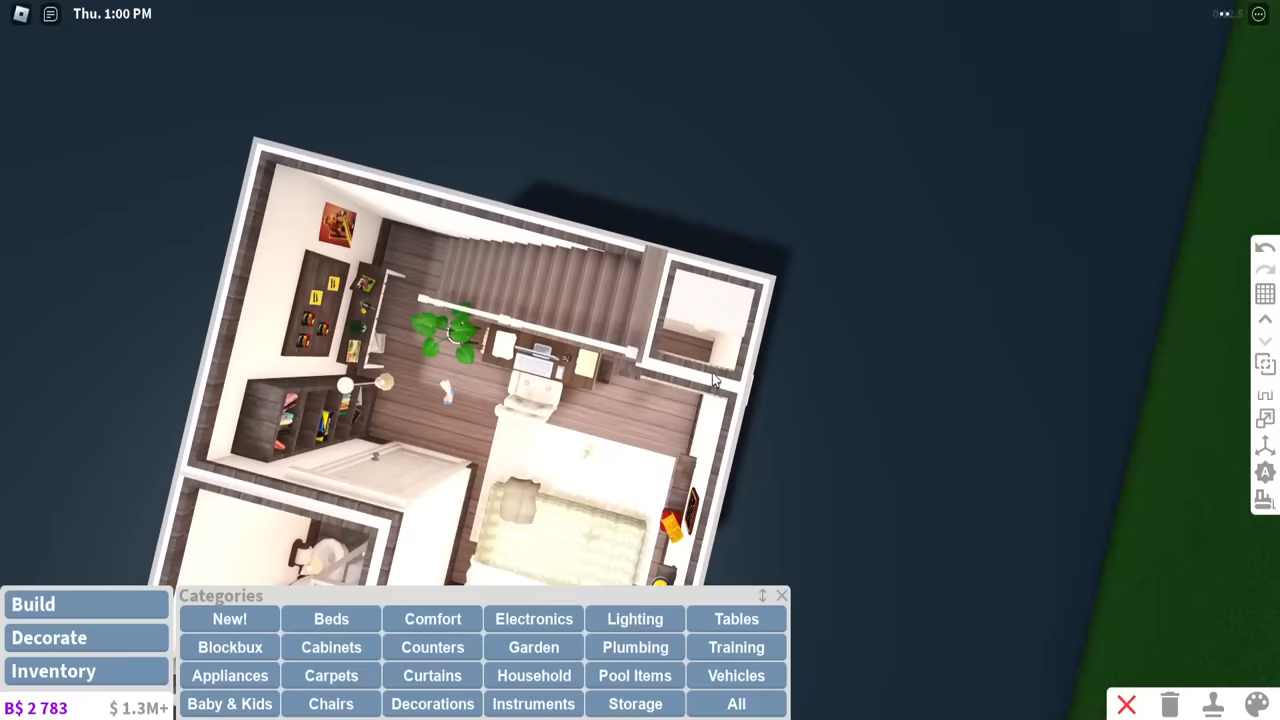 Thu. 1:00 PM
Build
Decorate
Inventory
B$ 2 783
$ 1.3M+
Categories
New!
Beds
Comfort
Electronics
Lighting
Tables
Blockbux
Cabinets
Counters
Garden
Plumbing
Training
Appliances
Carpets
Curtains
Household
Pool Items
Vehicles
Baby & Kids
Chairs
Decorations
Instruments
Storage
All
A